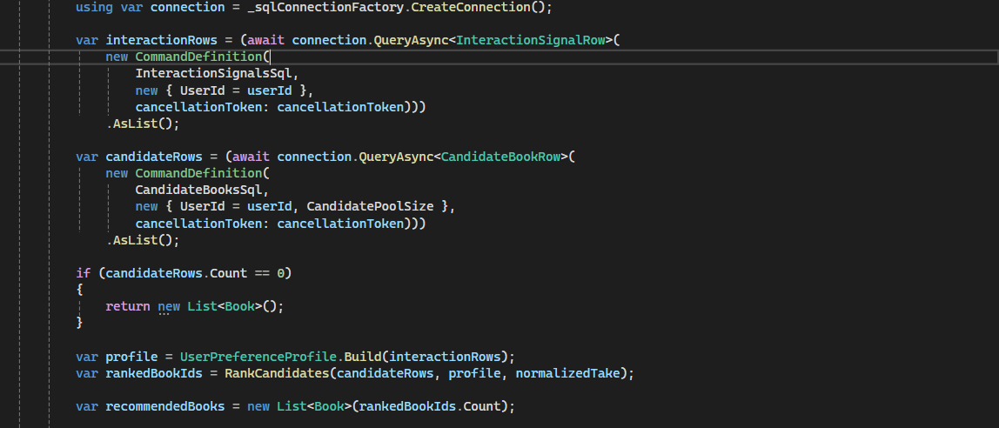 using var connection = _sqlConnectionFactory.CreateConnection();
var interactionRows = (await connection.QueryAsync<InteractionSignalRow>(
new CommandDefinition(
InteractionSignalsSql,
new { UserId = userId },
cancellationToken: cancellationToken)))
.AsList();
var candidateRows = (await connection.QueryAsync<CandidateBookRow>(
new CommandDefinition(
CandidateBooksSql,
new { UserId = userId, CandidatePoolSize },
cancellationToken: cancellationToken)))
.AsList();
if (candidateRows.Count == 0)
{
return new List<Book>();
}
var profile = UserPreferenceProfile.Build(interactionRows);
var rankedBookIds = RankCandidates(candidateRows, profile, normalizedTake);
var recommendedBooks = new List<Book>(rankedBookIds.Count);